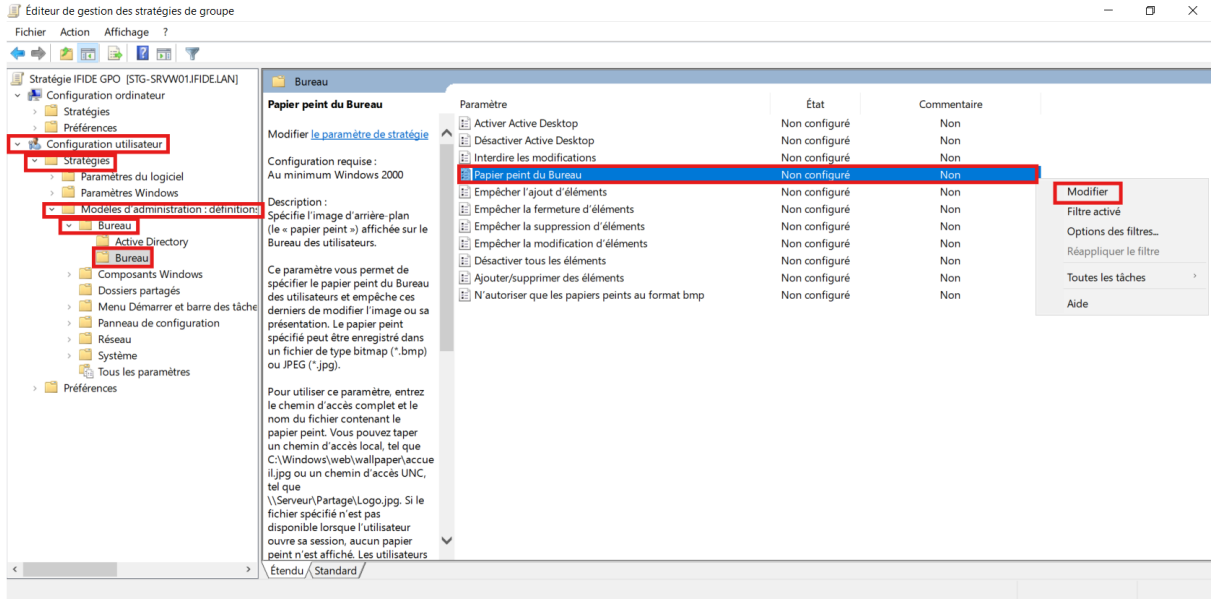 Éditeur de gestion des stratégies de groupe
Fichier Action Affichage ?
Stratégie IFIDE GPO [STG-SRVW01.IFIDE.LAN]
Configuration ordinateur
Stratégies
Préférences
Configuration utilisateur
Stratégies
Paramètres du logiciel
Paramètres Windows
Modèles d'administration : définitions
Bureau
Active Directory
Bureau
Composants Windows
Dossiers partagés
Menu Démarrer et barre des tâche
Panneau de configuration
Réseau
Système
Tous les paramètres
Préférences
Bureau
Papier peint du Bureau
Modifier le paramètre de stratégie
Configuration requise :
Au minimum Windows 2000
Description :
Spécifie l'image d'arrière-plan
(le « papier peint ») affichée sur le
Bureau des utilisateurs.
Ce paramètre vous permet de
spécifier le papier peint du Bureau
des utilisateurs et empêche ces
derniers de modifier l'image ou sa
présentation. Le papier peint
spécifié peut être enregistré dans
un fichier de type bitmap (*.bmp)
ou JPEG (*.jpg).
Pour utiliser ce paramètre, entrez
le chemin d'accès complet et le
nom du fichier contenant le
papier peint. Vous pouvez taper
un chemin d'accès local, tel que
C:\Windows\web\wallpaper\accue
il.jpg ou un chemin d'accès UNC,
tel que
\\Serveur\Partage\Logo.jpg. Si le
fichier spécifié n'est pas
disponible lorsque l'utilisateur
ouvre sa session, aucun papier
peint n'est affiché. Les utilisateurs
Paramètre État Commentaire
Activer Active Desktop Non configuré Non
Désactiver Active Desktop Non configuré Non
Interdire les modifications Non configuré Non
Papier peint du Bureau Non configuré Non
Empêcher l'ajout d'éléments Non configuré Non
Empêcher la fermeture d'éléments Non configuré Non
Empêcher la suppression d'éléments Non configuré Non
Empêcher la modification d'éléments Non configuré Non
Désactiver tous les éléments Non configuré Non
Ajouter/supprimer des éléments Non configuré Non
N'autoriser que les papiers peints au format bmp Non configuré Non
Modifier
Filtre activé
Options des filtres...
Réappliquer le filtre
Toutes les tâches
Aide
Étendu Standard